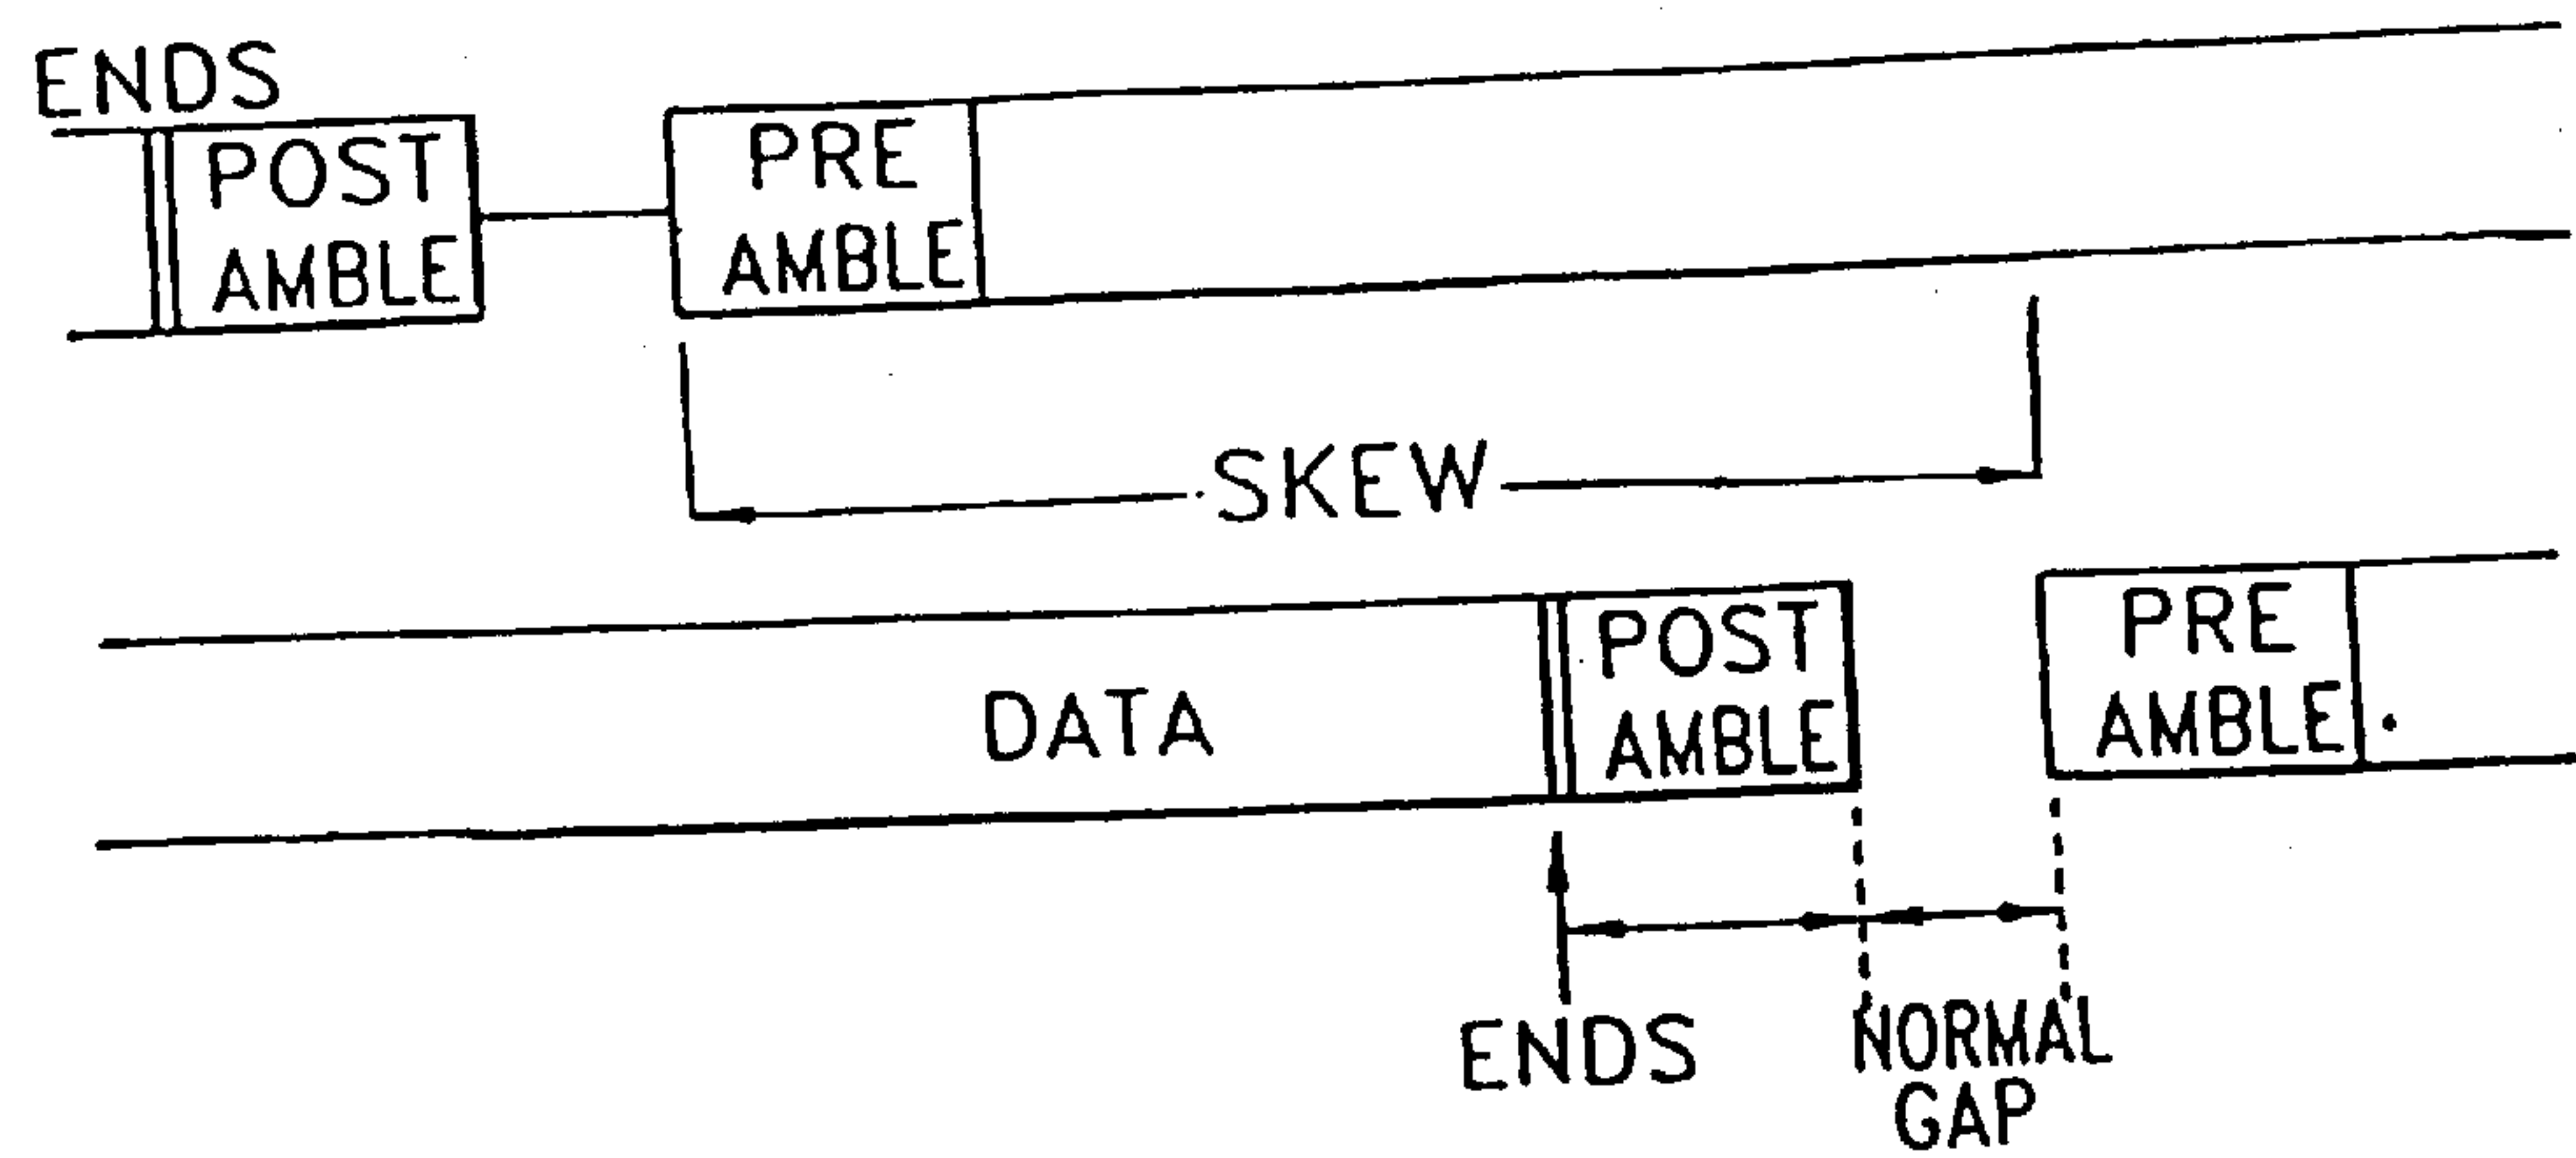 ENDS
POST
AMBLE
PRE
AMBLE
SKEW
DATA
POST
AMBLE
PRE
AMBLE
ENDS
NORMAL
GAP